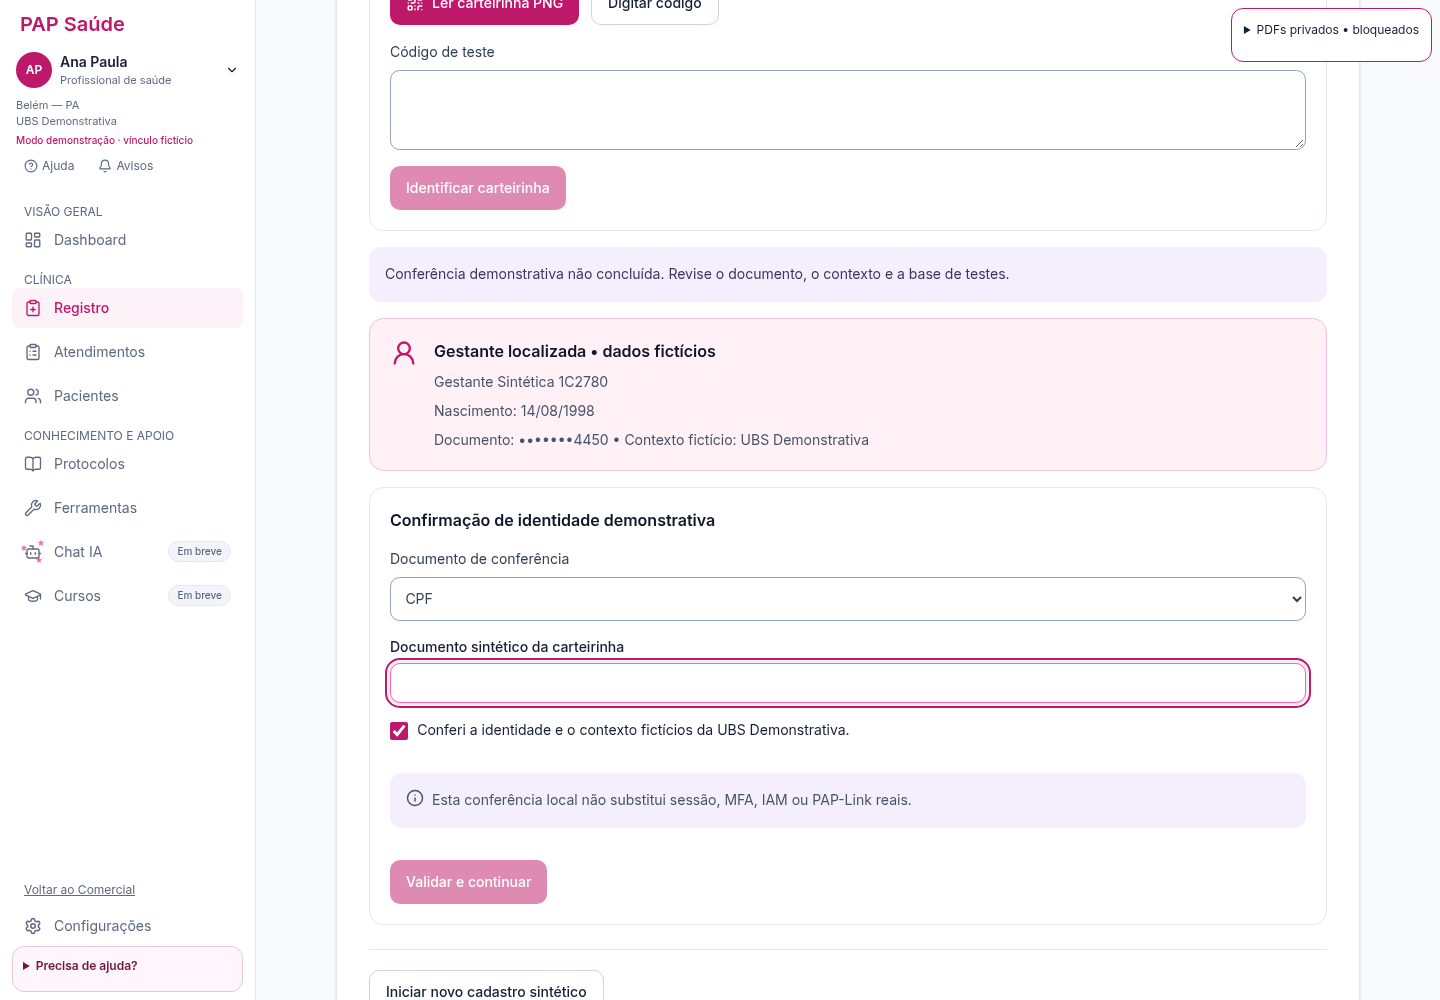 PAP Saúde
AP
Ana Paula
Profissional de saúde
Belém — PA
UBS Demonstrativa
Modo demonstração · vínculo fictício
Ajuda
Avisos
VISÃO GERAL
Dashboard
CLÍNICA
Registro
Atendimentos
Pacientes
CONHECIMENTO E APOIO
Protocolos
Ferramentas
Chat IA
Em breve
Cursos
Em breve
Voltar ao Comercial
Configurações
Precisa de ajuda?
Ler carteirinha PNG
Digitar código
PDFs privados • bloqueados
Código de teste
Identificar carteirinha
Conferência demonstrativa não concluída. Revise o documento, o contexto e a base de testes.
Gestante localizada • dados fictícios
Gestante Sintética 1C2780
Nascimento: 14/08/1998
Documento: •••••••4450 • Contexto fictício: UBS Demonstrativa
Confirmação de identidade demonstrativa
Documento de conferência
CPF
Documento sintético da carteirinha
Conferi a identidade e o contexto fictícios da UBS Demonstrativa.
Esta conferência local não substitui sessão, MFA, IAM ou PAP-Link reais.
Validar e continuar
Iniciar novo cadastro sintético